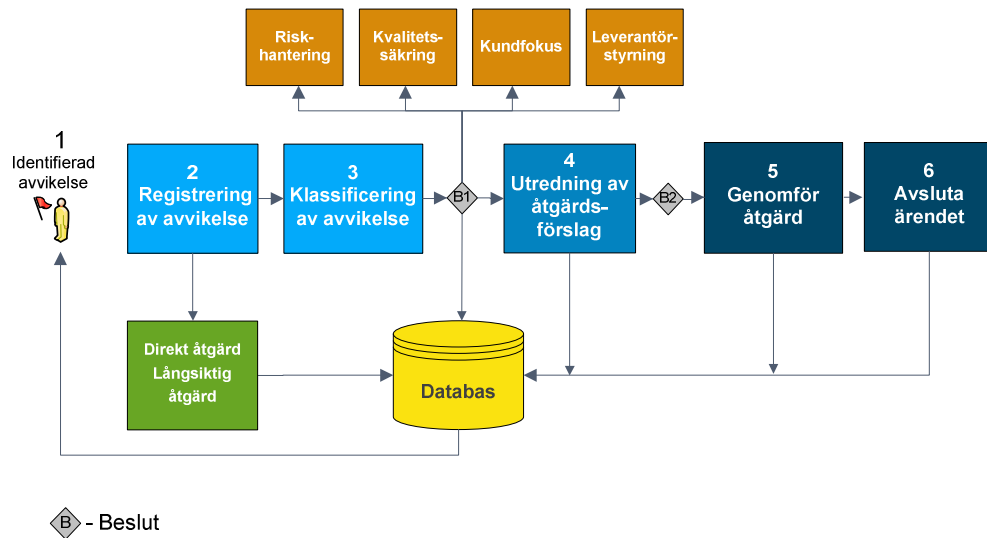 Risk-
hantering
Kvalitets-
säkring
Kundfokus
Leverantör-
styrning
1
Identifierad
avvikelse
2
Registrering
av avvikelse
3
Klassificering
av avvikelse
B1
4
Utredning av
åtgärds-
förslag
B2
5
Genomför
åtgärd
6
Avsluta
ärendet
Direkt åtgärd
Långsiktig
åtgärd
Databas
B - Beslut